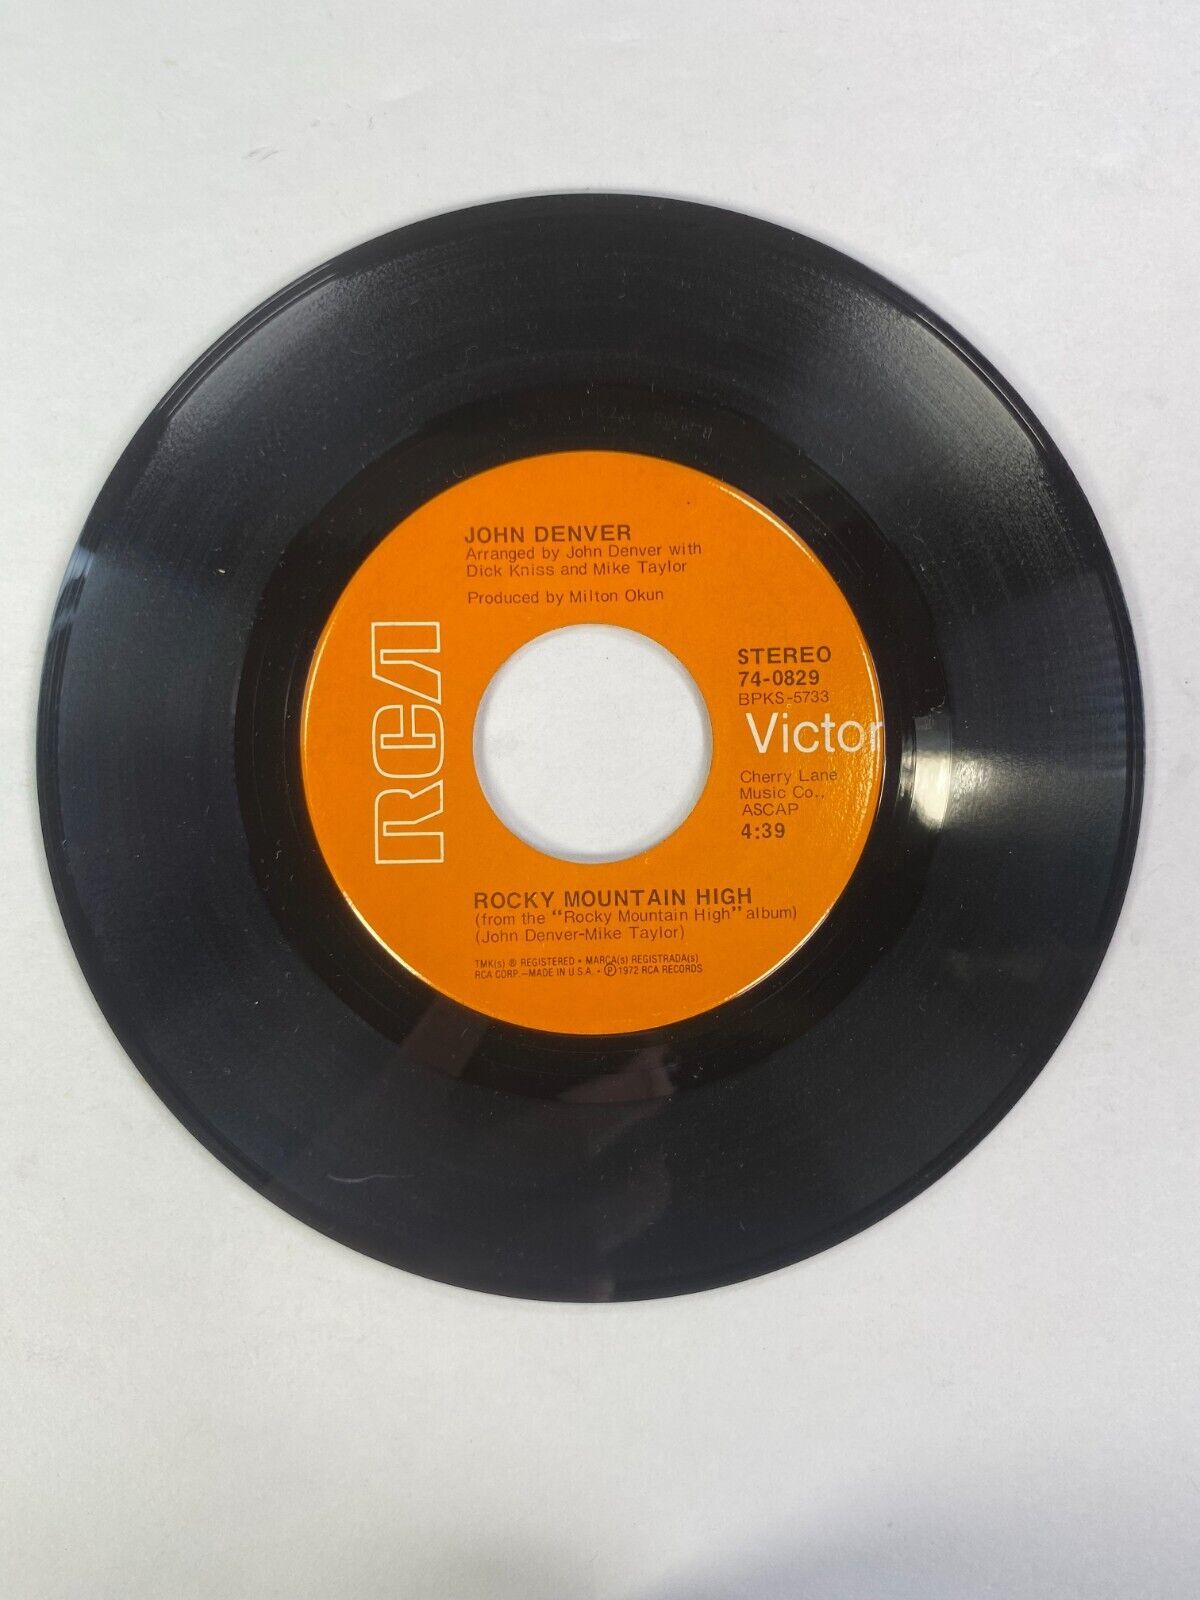 JOHN DENVER
Arranged by John Denver with
Dick Kniss and Mike Taylor
Produced by Milton Okun
RCA
STEREO
74-0829
BPKS-5733
Victor
Cherry Lane
Music Co.,
ASCAP
4:39
ROCKY MOUNTAIN HIGH
(from the "Rocky Mountain High" album)
(John Denver-Mike Taylor)
TMK(s) ® REGISTERED • MARCA(s) REGISTRADA(s)
RCA CORP.—MADE IN U.S.A. • ℗ 1972 RCA RECORDS